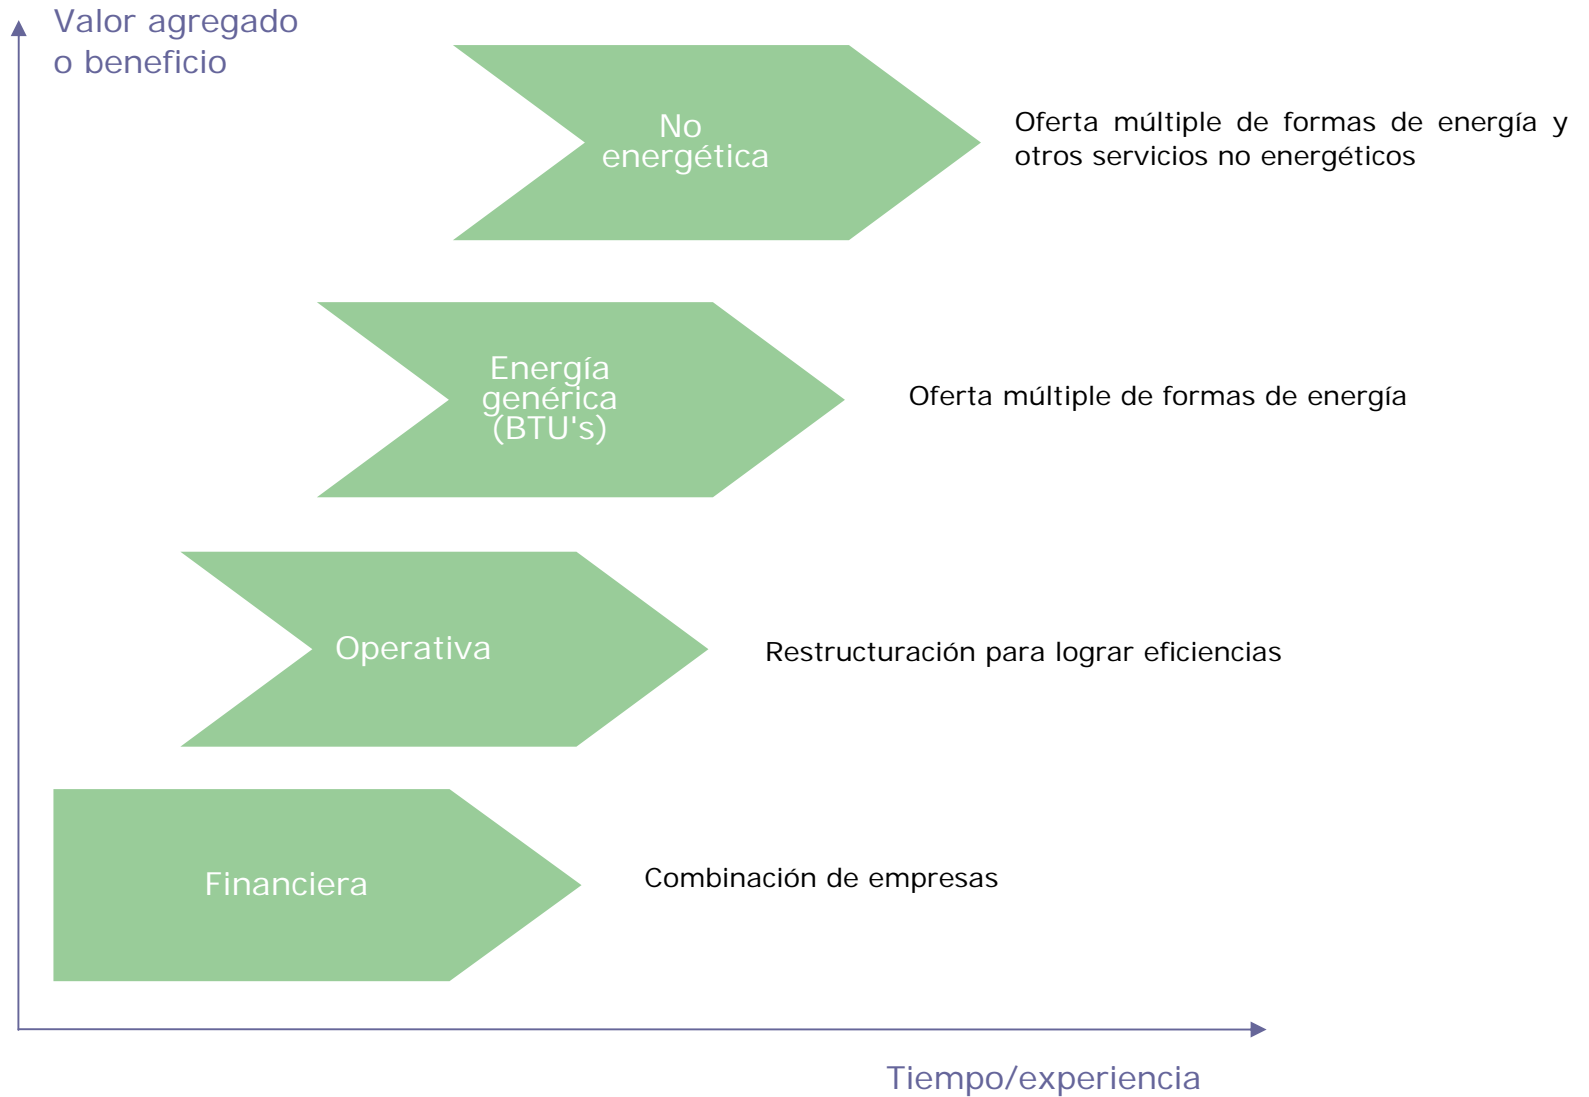 Valor agregado
o beneficio
No
energética
Oferta múltiple de formas de energía y
otros servicios no energéticos
Energía
genérica
(BTU's)
Oferta múltiple de formas de energía
Operativa
Restructuración para lograr eficiencias
Financiera
Combinación de empresas
Tiempo/experiencia